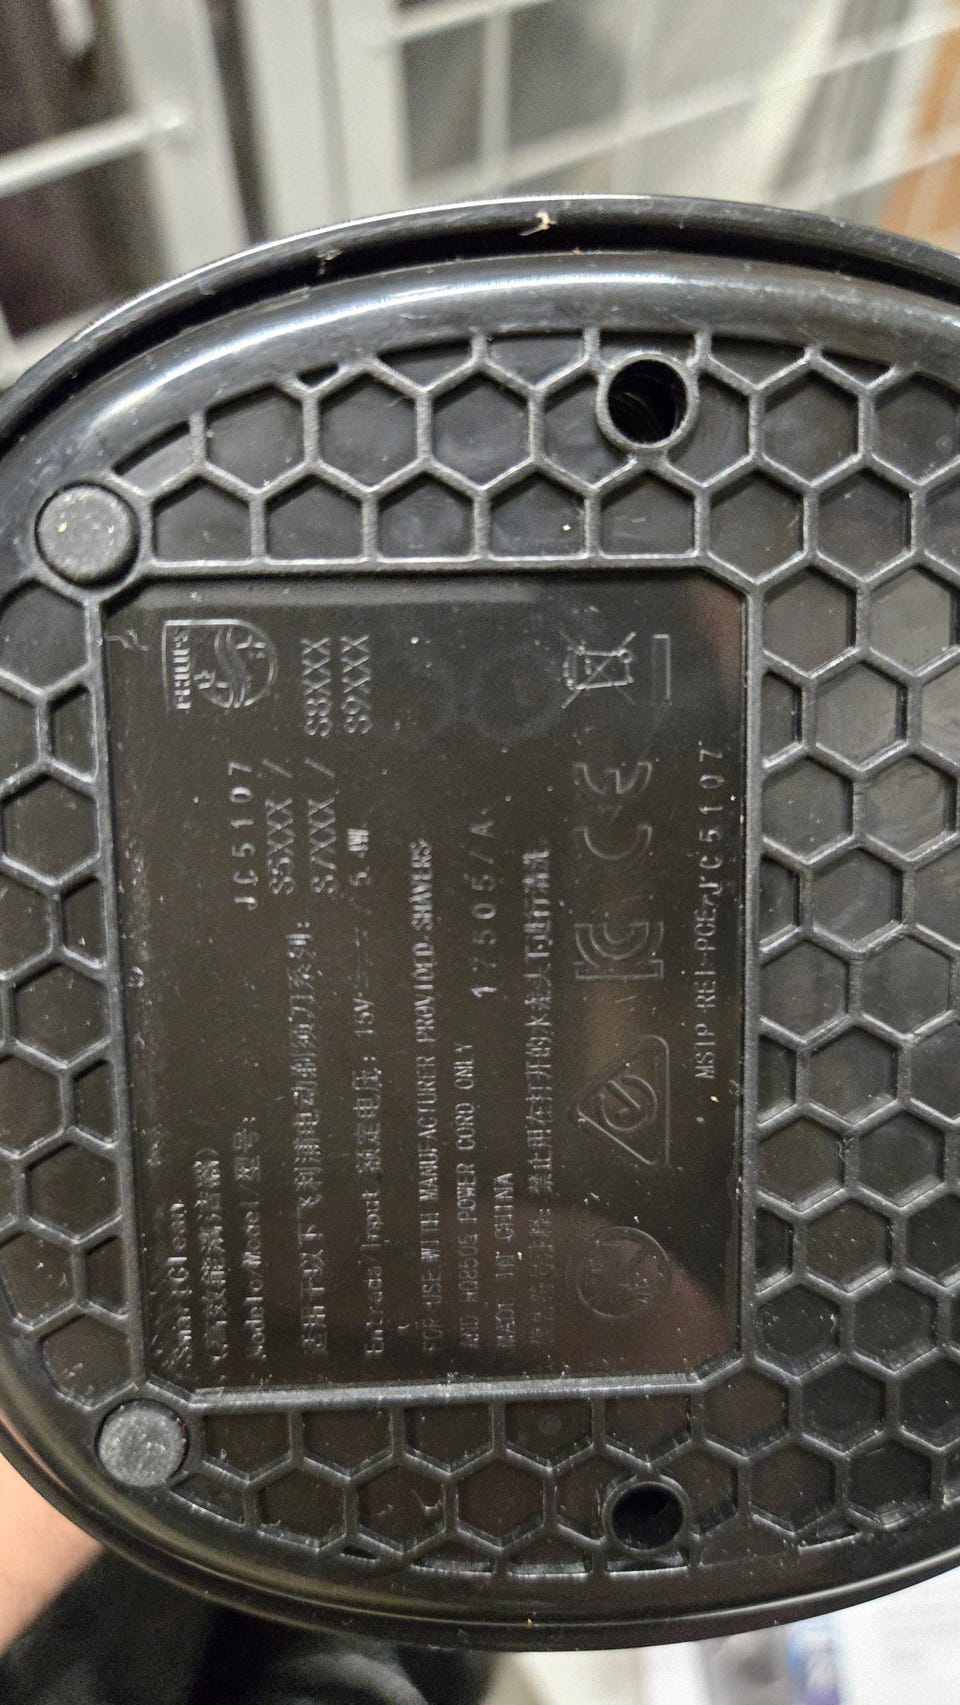 PHILIPS
SmartClean
(高效能清洁器)
Modelo/Model/型号: JC5107
适用于以下飞利浦电动剃须刀系列: S5XXX / S8XXX
S7XXX / S9XXX
Entrada/Input 额定电压: 15V 5.4W
FOR USE WITH MANUFACTURER PROVIDED SHAVERS
AND HQ8505 POWER CORD ONLY
MADE IN CHINA 17505/A
禁止用在打开的水龙头下进行清洗
CE
MSIP-REI-PCE-JC5107